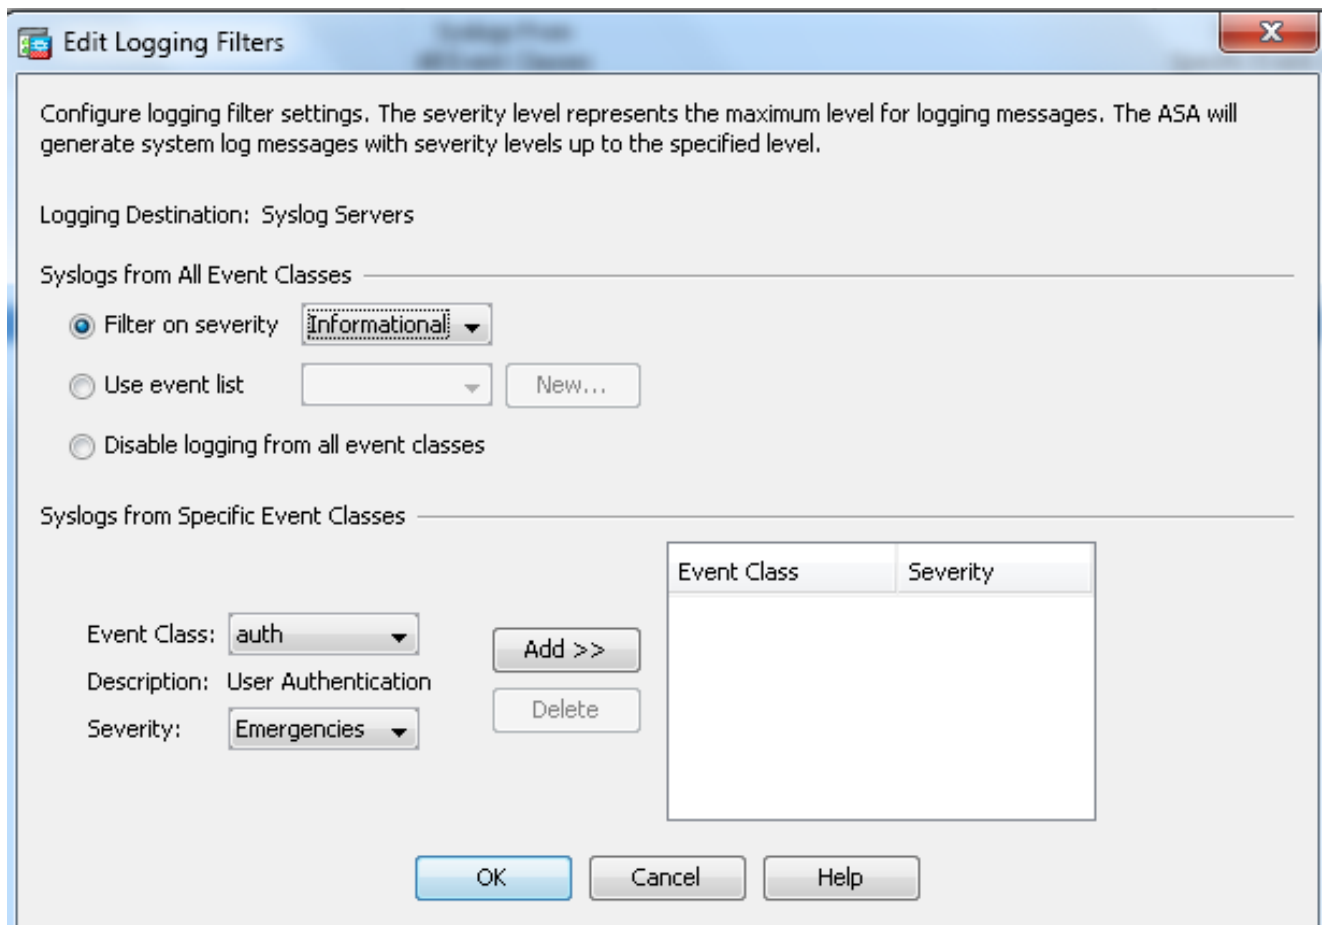 Edit Logging Filters
Configure logging filter settings. The severity level represents the maximum level for logging messages. The ASA will
generate system log messages with severity levels up to the specified level.
Logging Destination: Syslog Servers
Syslogs from All Event Classes
Filter on severity Informational
Use event list New...
Disable logging from all event classes
Syslogs from Specific Event Classes
Event Class Severity
Event Class: auth Add >>
Description: User Authentication
Delete
Severity: Emergencies
OK Cancel Help